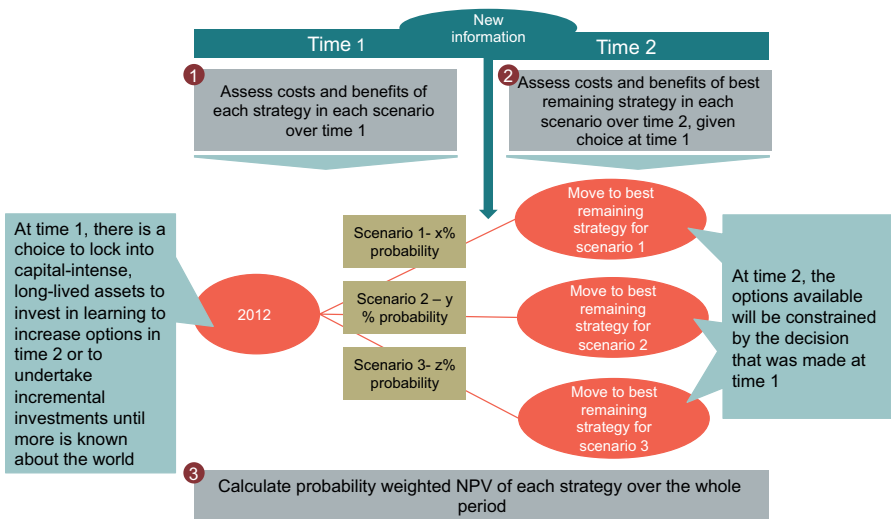 New
information
Time 1
Time 2
1
Assess costs and benefits of
each strategy in each scenario
over time 1
2
Assess costs and benefits of best
remaining strategy in each
scenario over time 2, given
choice at time 1
At time 1, there is a
choice to lock into
capital-intense,
long-lived assets to
invest in learning to
increase options in
time 2 or to
undertake
incremental
investments until
more is known
about the world
2012
Scenario 1- x%
probability
Scenario 2 – y
% probability
Scenario 3- z%
probability
Move to best
remaining
strategy for
scenario 1
Move to best
remaining
strategy for
scenario 2
Move to best
remaining
strategy for
scenario 3
At time 2, the
options available
will be constrained
by the decision
that was made at
time 1
3
Calculate probability weighted NPV of each strategy over the whole
period